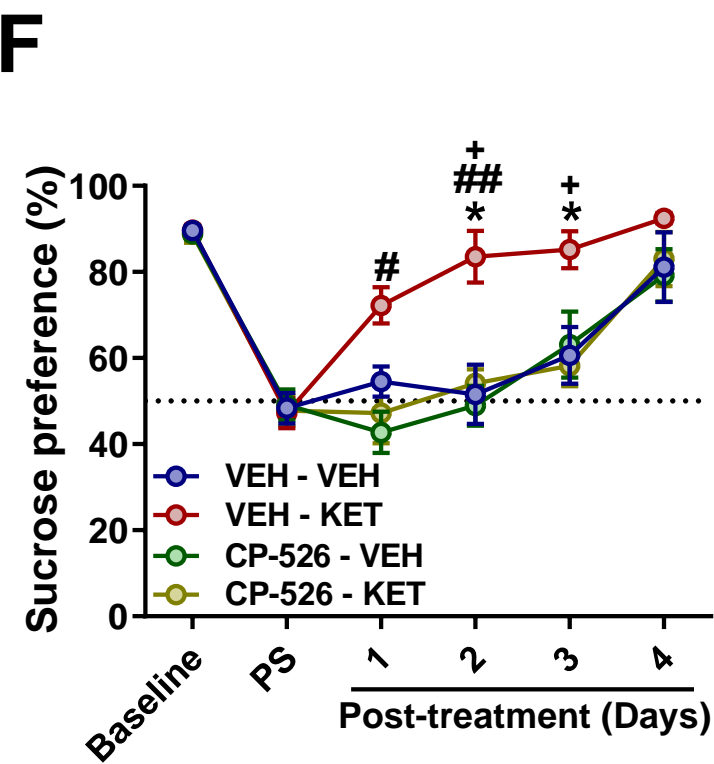 F
Sucrose preference (%)
100
80
60
40
20
0
+
##
*
+
*
#
VEH - VEH
VEH - KET
CP-526 - VEH
CP-526 - KET
Baseline
PS
1
2
3
4
Post-treatment (Days)